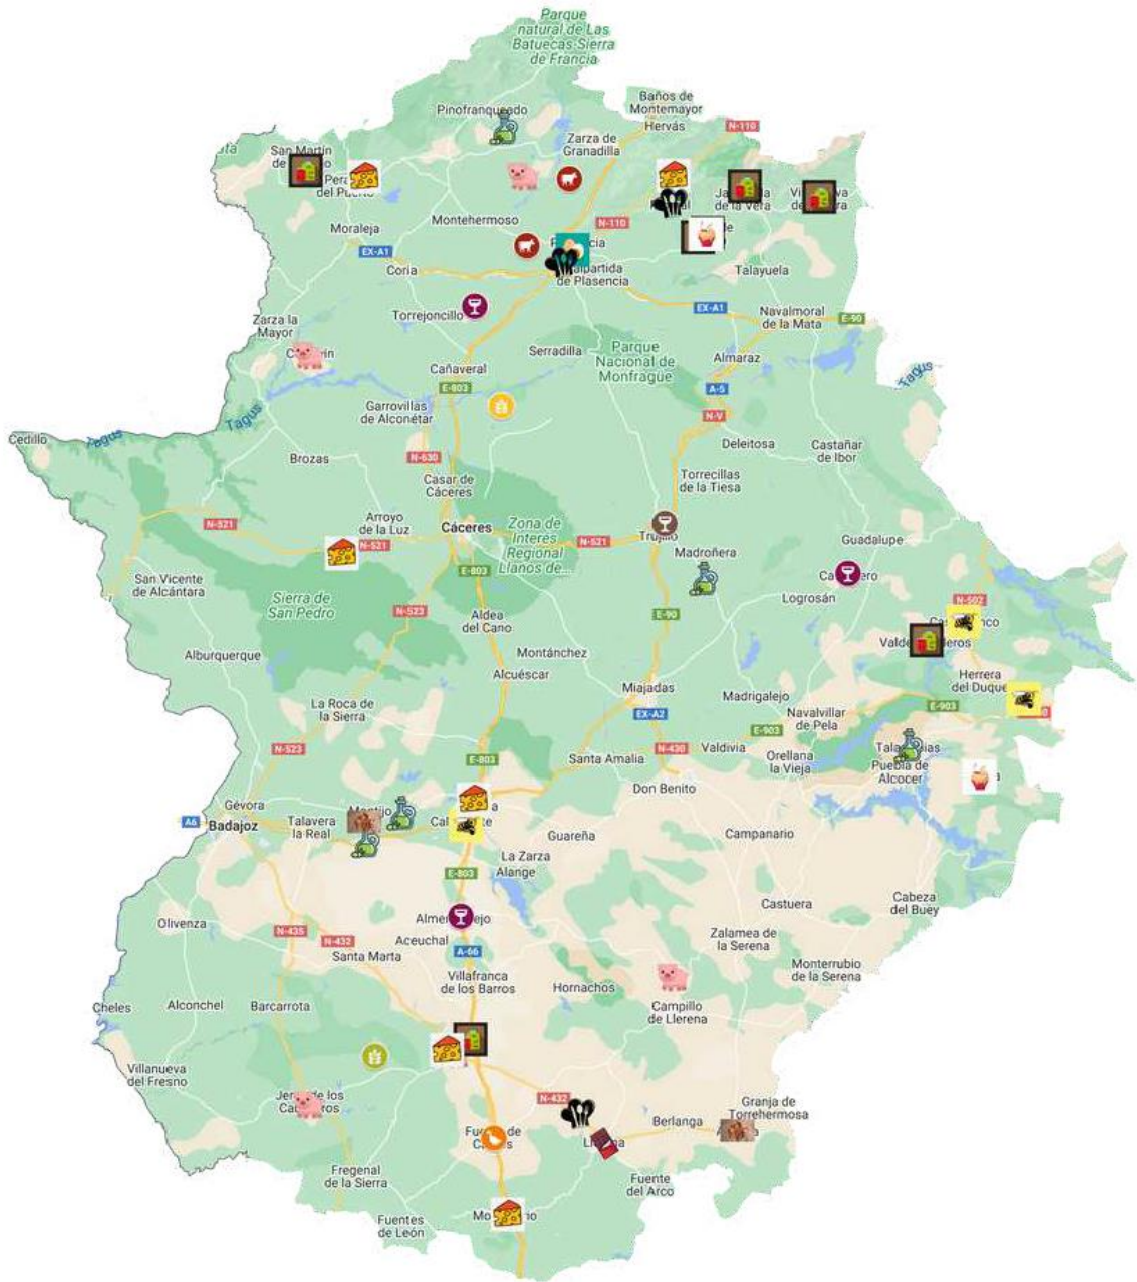 Parque
natural de Las
Batuecas-Sierra
de Francia
Baños de
Montemayor
Pinofranqueado
Hervás
N-110
Zarza de
Granadilla
San Martín
de
Pera
del
Montehermoso
de la Vera
N-110
Moraleja
EX-A1
Coria
Talayuela
de Plasencia
EX-A1
Torrejoncillo
Navalmoral
de la Mata
E-90
Zarza la
Mayor
Serradilla
Parque
Nacional de
Monfragüe
Almaraz
Cañaveral
E-803
A-5
Tagus
Garrovillas
de Alconétar
N-V
Tagus
Tagus
Cedillo
Deleitosa
Castañar
de Ibor
Brozas
N-630
Casar de
Cáceres
Torrecillas
de la Tiesa
Arroyo
de la Luz
N-521
Cáceres
Zona de
Interés
Regional
Llanos de...
N-521
N-521
Trujillo
Guadalupe
Madroñera
E-803
San Vicente
de Alcántara
Sierra de
San Pedro
N-523
Logrosán
N-502
Aldea
del Cano
E-90
Alburquerque
Montánchez
Alcuéscar
Herrera
del Duque
Miajadas
Madrigalejo
La Roca de
la Sierra
EX-A2
Navalvillar
de Pela
E-903
E-903
N-523
N-430
Valdivia
Orellana
la Vieja
E-803
Santa Amalia
Puebla de
Alcocer
Don Benito
Gévora
A6
Badajoz
Talavera
la Real
Guareña
Campanario
La Zarza
Alange
E-803
Cabeza
del Buey
Castuera
Olivenza
N-435
N-432
Aceuchal
A-66
Santa Marta
Zalamea de
la Serena
Villafranca
de los Barros
Hornachos
Monterrubio
de la Serena
Cheles
Alconchel
Barcarrota
Campillo
de Llerena
Villanueva
del Fresno
N-432
Granja de
Torrehermosa
Berlanga
Fregenal
de la Sierra
Fuente
del Arco
Fuentes
de León